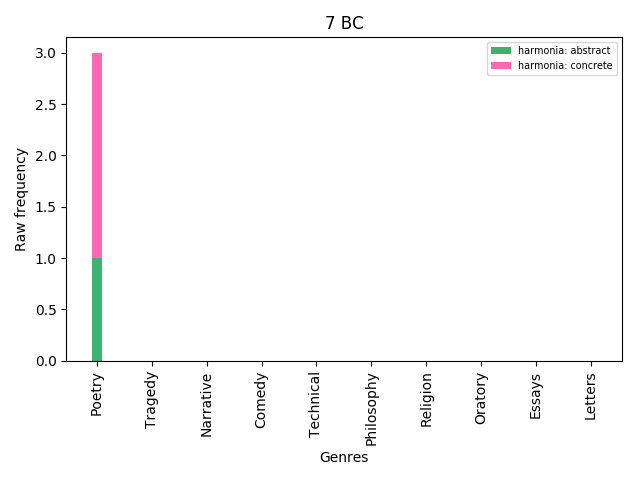 7 BC
harmonia: abstract
harmonia: concrete
Raw frequency
3.0
2.5
2.0
1.5
1.0
0.5
0.0
Poetry
Tragedy
Narrative
Comedy
Technical
Philosophy
Religion
Oratory
Essays
Letters
Genres